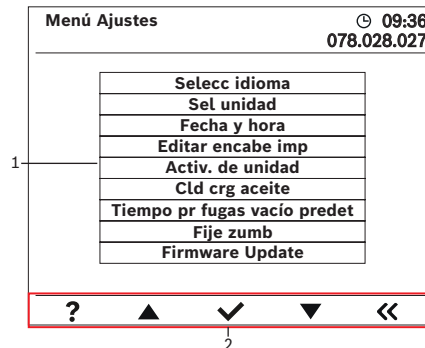 Menú Ajustes
09:36
078.028.027
Selecc idioma
Sel unidad
Fecha y hora
Editar encabe imp
1
Activ. de unidad
Cld crg aceite
Tiempo pr fugas vacío predet
Fije zumb
Firmware Update
?
2